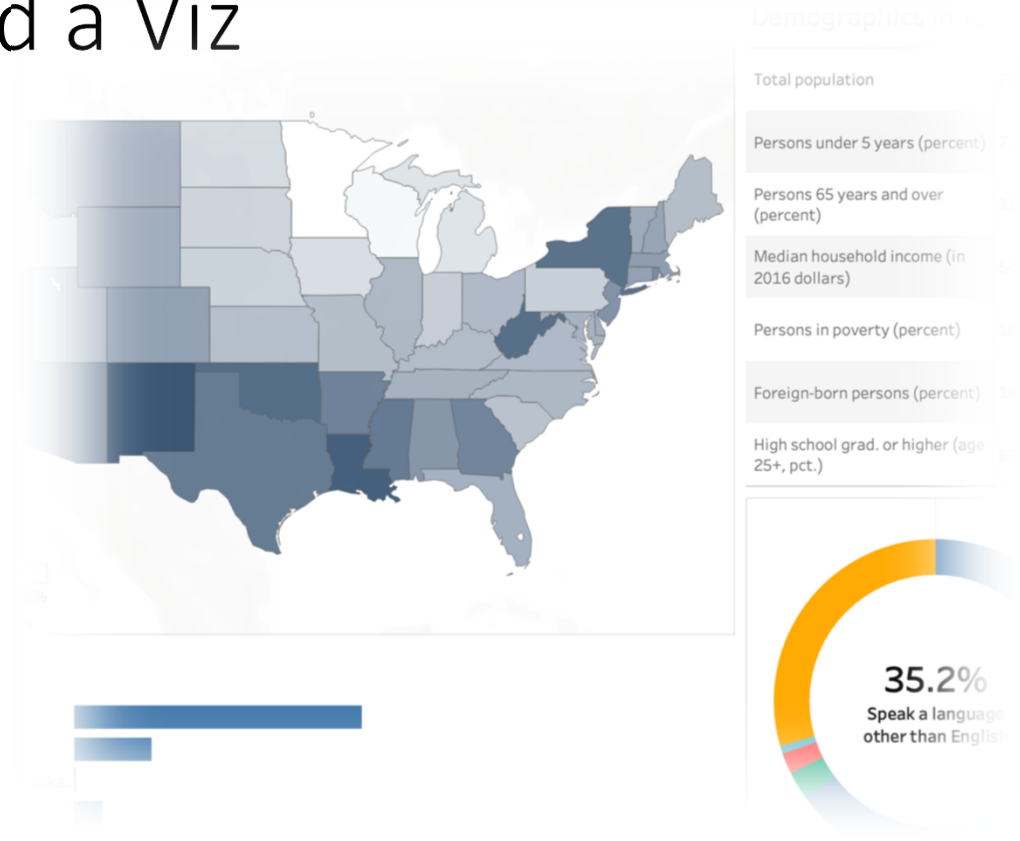 d a Viz
Demographics in
Total population
Persons under 5 years (percent)
Persons 65 years and over
(percent)
Median household income (in
2016 dollars)
Persons in poverty (percent)
Foreign-born persons (percent)
High school grad. or higher (age
25+, pct.)
35.2%
Speak a language
other than English